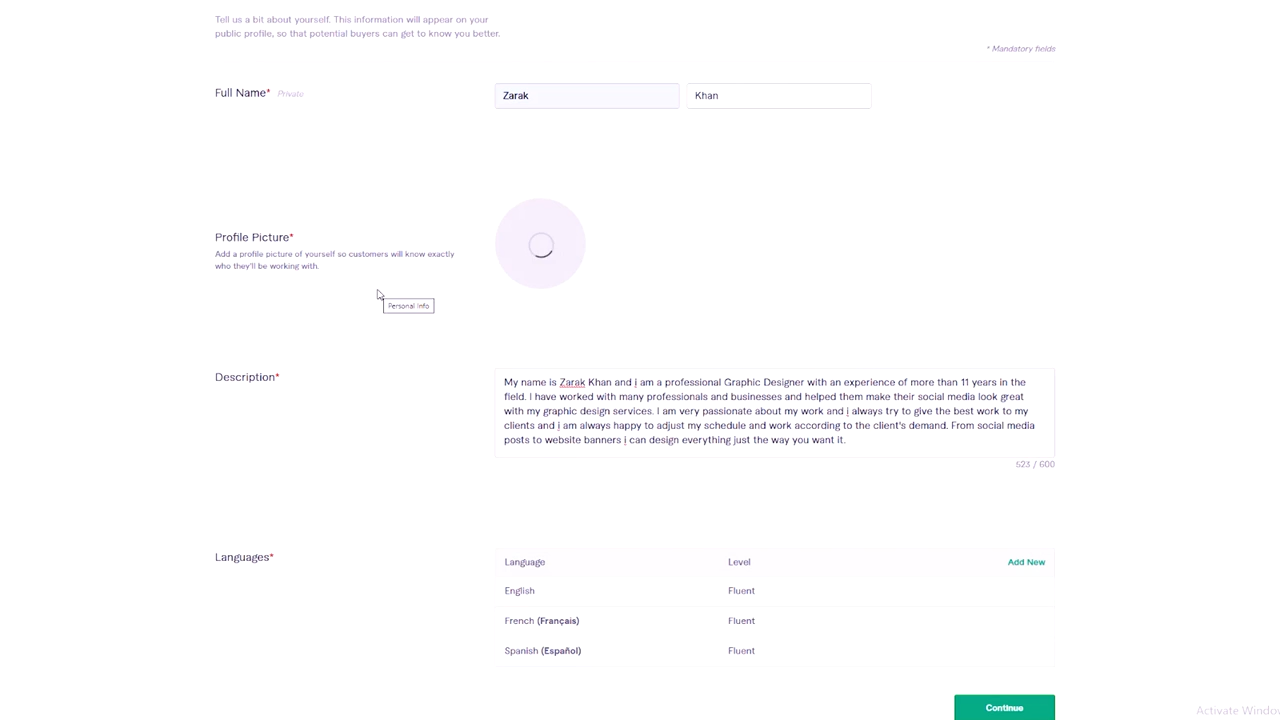 Tell us a bit about yourself. This information will appear on your
public profile, so that potential buyers can get to know you better.
* Mandatory fields
Full Name* Private
Zarak
Khan
Profile Picture*
Add a profile picture of yourself so customers will know exactly
who they'll be working with.
Personal Info
Description*
My name is Zarak Khan and i am a professional Graphic Designer with an experience of more than 11 years in the
field. I have worked with many professionals and businesses and helped them make their social media look great
with my graphic design services. I am very passionate about my work and i always try to give the best work to my
clients and i am always happy to adjust my schedule and work according to the client's demand. From social media
posts to website banners i can design everything just the way you want it.
523 / 600
Languages*
Language Level Add New
English Fluent
French (Français) Fluent
Spanish (Español) Fluent
Continue
Activate Window